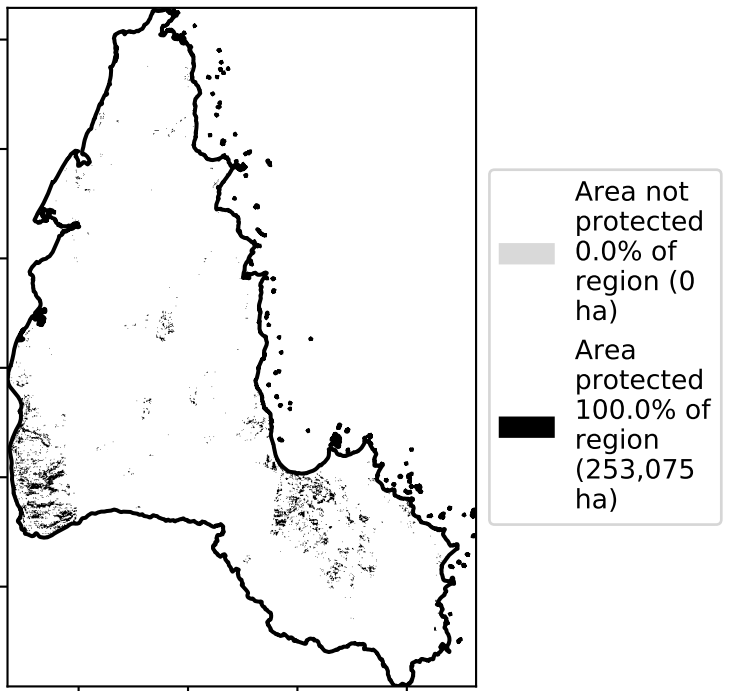 Area not
protected
0.0% of
region (0
ha)
Area
protected
100.0% of
region
(253,075
ha)